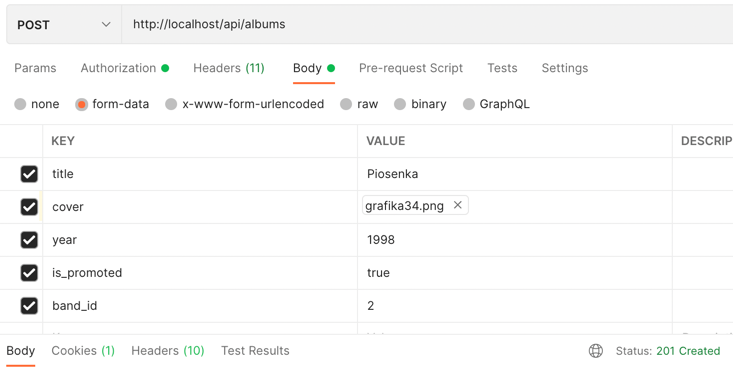 POST http://localhost/api/albums
Params Authorization Headers (11) Body Pre-request Script Tests Settings
none form-data x-www-form-urlencoded raw binary GraphQL
KEY VALUE DESCRIP
title Piosenka
cover grafika34.png
year 1998
is_promoted true
band_id 2
Body Cookies (1) Headers (10) Test Results Status: 201 Created